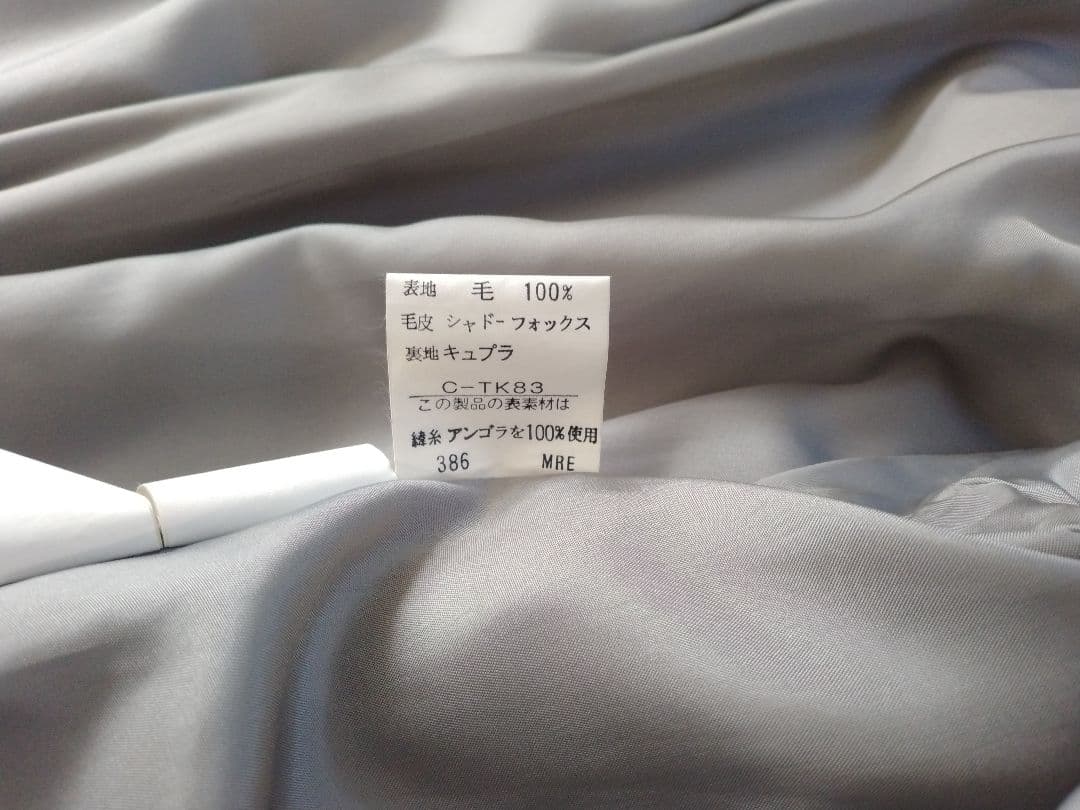 表地 毛 100%
毛皮 シャドーフォックス
裏地 キュプラ
C-TK83
この製品の表素材は
緯糸 アンゴラを100%使用
386 MRE